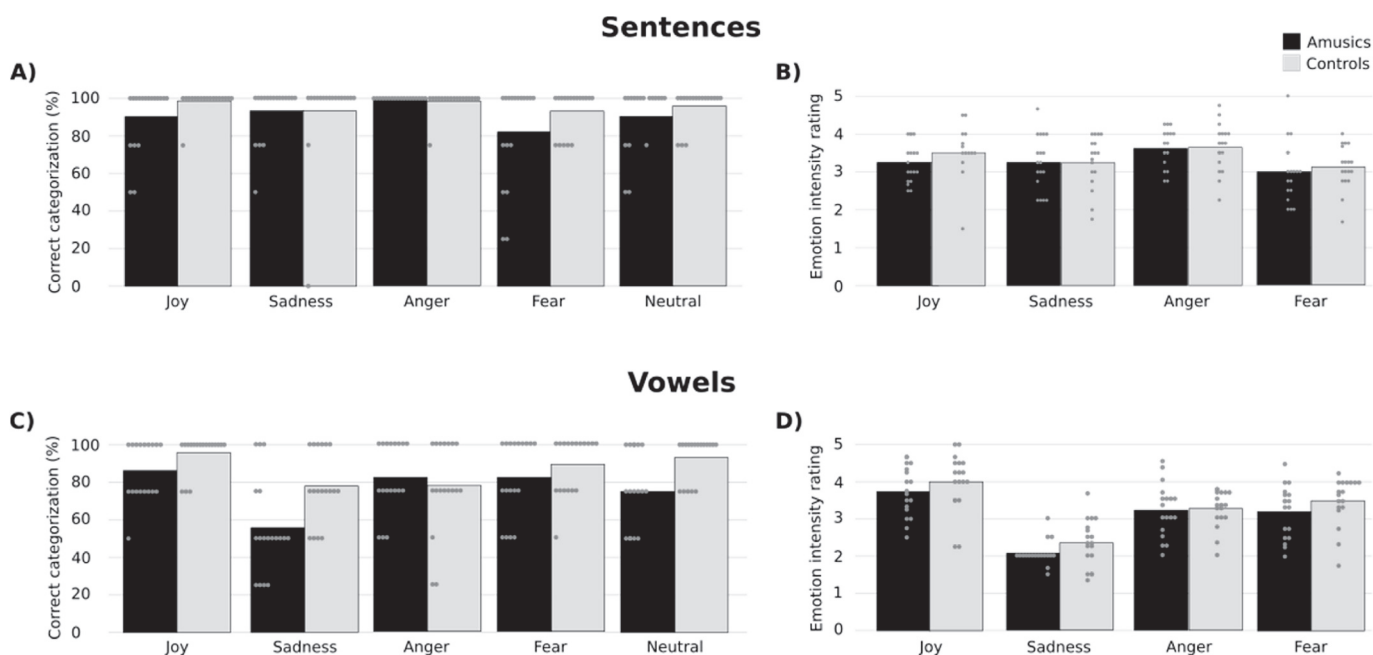 Sentences
Amusics
Controls
A)
Correct categorization (%)
100
80
60
40
20
0
Joy Sadness Anger Fear Neutral
B)
Emotion intensity rating
5
4
3
2
1
0
Joy Sadness Anger Fear
Vowels
C)
Correct categorization (%)
100
80
60
40
20
0
Joy Sadness Anger Fear Neutral
D)
Emotion intensity rating
5
4
3
2
1
0
Joy Sadness Anger Fear